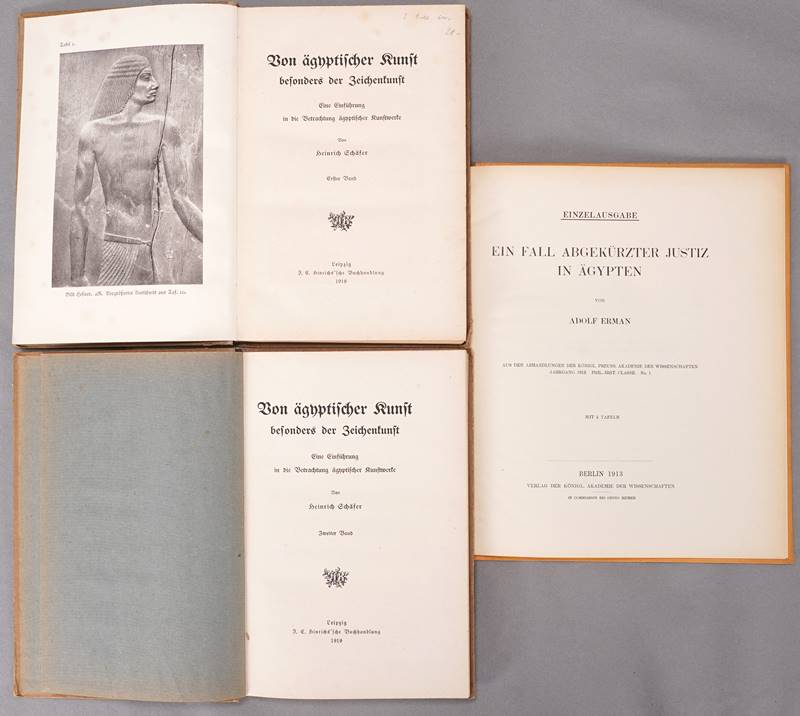 Tafel 1.
Von ägyptischer Kunst
besonders der Zeichenkunst
Eine Einführung
in die Betrachtung ägyptischer Kunstwerke
Von
Heinrich Schäfer
Erster Band
Leipzig
J. C. Hinrichs'sche Buchhandlung
1919
Von ägyptischer Kunst
besonders der Zeichenkunst
Eine Einführung
in die Betrachtung ägyptischer Kunstwerke
Von
Heinrich Schäfer
Zweiter Band
Leipzig
J. C. Hinrichs'sche Buchhandlung
1919
EINZELAUSGABE
EIN FALL ABGEKÜRZTER JUSTIZ
IN ÄGYPTEN
VON
ADOLF ERMAN
AUS DEN ABHANDLUNGEN DER KÖNIGL. PREUSS. AKADEMIE DER WISSENSCHAFTEN
JAHRGANG 1913. PHIL.-HIST. CLASSE. No. 1
MIT 2 TAFELN
BERLIN 1913
VERLAG DER KÖNIGL. AKADEMIE DER WISSENSCHAFTEN
IN COMMISSION BEI GEORG REIMER